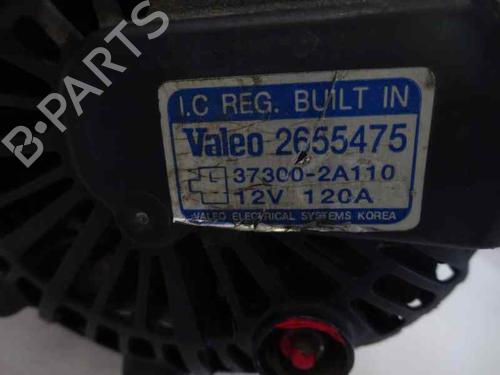 B-PARTS
I.C REG. BUILT IN
Valeo 2655475
37300-2A110
12V 120A
VALEO ELECTRICAL SYSTEMS KOREA